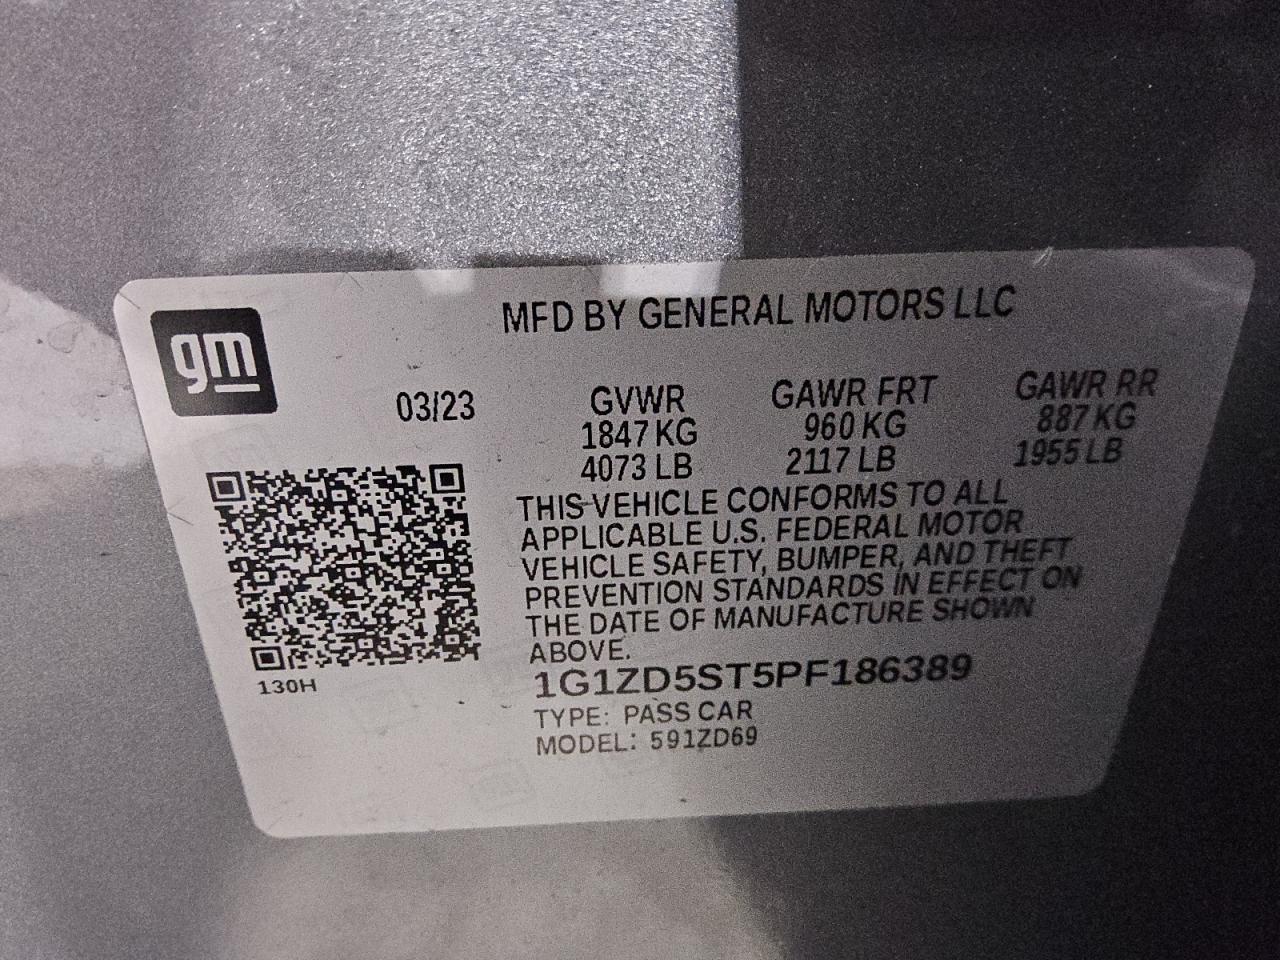 gm
MFD BY GENERAL MOTORS LLC
03/23
GVWR GAWR FRT GAWR RR
1847 KG 960 KG 887 KG
4073 LB 2117 LB 1955 LB
THIS VEHICLE CONFORMS TO ALL
APPLICABLE U.S. FEDERAL MOTOR
VEHICLE SAFETY, BUMPER, AND THEFT
PREVENTION STANDARDS IN EFFECT ON
THE DATE OF MANUFACTURE SHOWN
ABOVE.
130H
1G1ZD5ST5PF186389
TYPE: PASS CAR
MODEL: 591ZD69